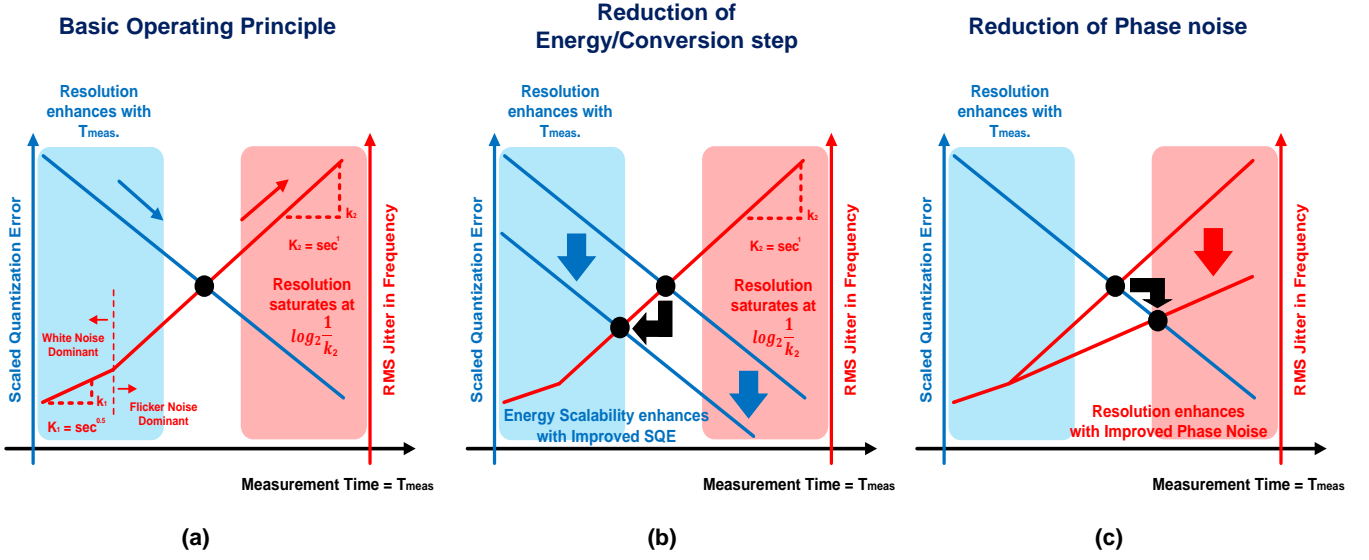 Basic Operating Principle
Resolution
enhances with
Tmeas.
Scaled Quantization Error
RMS Jitter in Frequency
k₂
K₂ = sec¹
Resolution
saturates at
log₂ 1/k₂
White Noise
Dominant
k₁
Flicker Noise
Dominant
K₁ = sec^0.5
Measurement Time = Tmeas
(a)
Reduction of
Energy/Conversion step
Resolution
enhances with
Tmeas.
Scaled Quantization Error
RMS Jitter in Frequency
k₂
K₂ = sec¹
Resolution
saturates at
log₂ 1/k₂
Energy Scalability enhances
with Improved SQE
Measurement Time = Tmeas
(b)
Reduction of Phase noise
Resolution
enhances with
Tmeas.
Scaled Quantization Error
RMS Jitter in Frequency
Resolution enhances
with Improved Phase Noise
Measurement Time = Tmeas
(c)